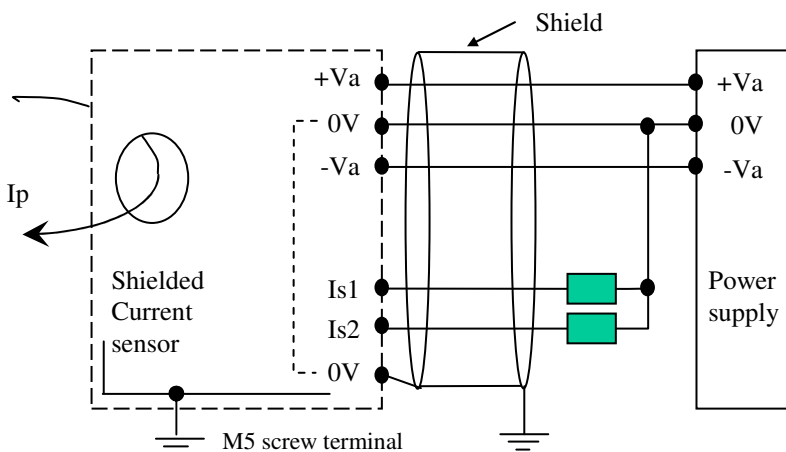 Shield
+Va
0V
-Va
Ip
Shielded
Current
sensor
Is1
Is2
0V
M5 screw terminal
+Va
0V
-Va
Power
supply